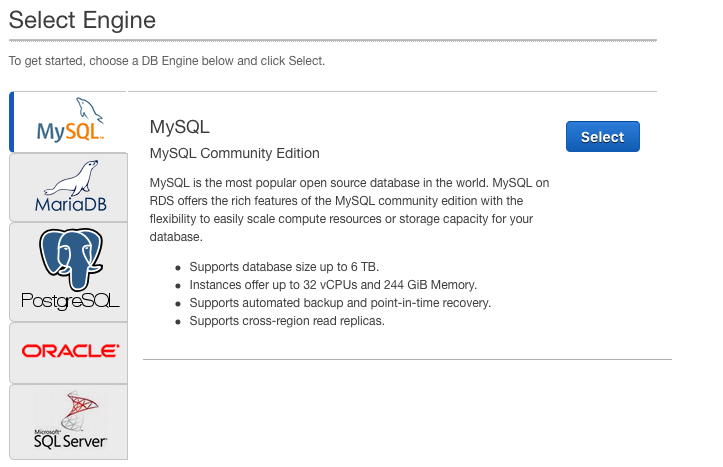 Select Engine
To get started, choose a DB Engine below and click Select.
MySQL™
MariaDB
PostgreSQL
ORACLE®
Microsoft®
SQL Server®
MySQL
Select
MySQL Community Edition
MySQL is the most popular open source database in the world. MySQL on
RDS offers the rich features of the MySQL community edition with the
flexibility to easily scale compute resources or storage capacity for your
database.
• Supports database size up to 6 TB.
• Instances offer up to 32 vCPUs and 244 GiB Memory.
• Supports automated backup and point-in-time recovery.
• Supports cross-region read replicas.